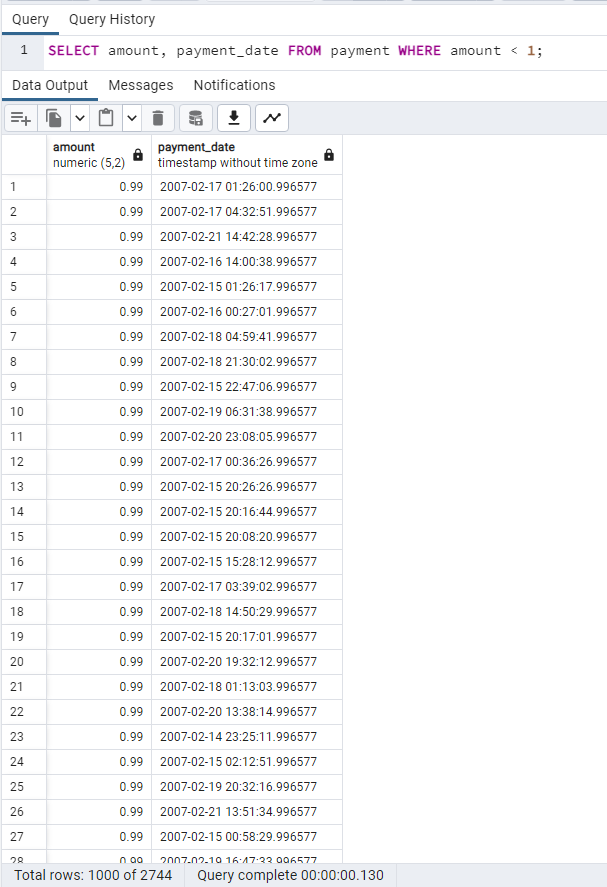 Query Query History
1 SELECT amount, payment_date FROM payment WHERE amount < 1;
Data Output Messages Notifications
amount payment_date
numeric (5,2) timestamp without time zone
1 0.99 2007-02-17 01:26:00.996577
2 0.99 2007-02-17 04:32:51.996577
3 0.99 2007-02-21 14:42:28.996577
4 0.99 2007-02-16 14:00:38.996577
5 0.99 2007-02-15 01:26:17.996577
6 0.99 2007-02-16 00:27:01.996577
7 0.99 2007-02-18 04:59:41.996577
8 0.99 2007-02-18 21:30:02.996577
9 0.99 2007-02-15 22:47:06.996577
10 0.99 2007-02-19 06:31:38.996577
11 0.99 2007-02-20 23:08:05.996577
12 0.99 2007-02-17 00:36:26.996577
13 0.99 2007-02-15 20:26:26.996577
14 0.99 2007-02-15 20:16:44.996577
15 0.99 2007-02-15 20:08:20.996577
16 0.99 2007-02-15 15:28:12.996577
17 0.99 2007-02-17 03:39:02.996577
18 0.99 2007-02-18 14:50:29.996577
19 0.99 2007-02-15 20:17:01.996577
20 0.99 2007-02-20 19:32:12.996577
21 0.99 2007-02-18 01:13:03.996577
22 0.99 2007-02-20 13:38:14.996577
23 0.99 2007-02-14 23:25:11.996577
24 0.99 2007-02-15 02:12:51.996577
25 0.99 2007-02-19 20:32:16.996577
26 0.99 2007-02-21 13:51:34.996577
27 0.99 2007-02-15 00:58:29.996577
28 0.99 2007-02-19 16:47:33.996577
Total rows: 1000 of 2744 Query complete 00:00:00.130